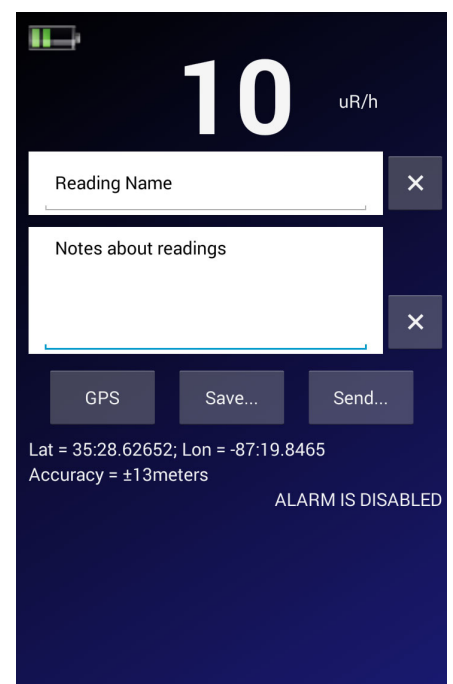 10 uR/h
Reading Name
×
Notes about readings
×
GPS Save... Send...
Lat = 35:28.62652; Lon = -87:19.8465
Accuracy = ±13meters
ALARM IS DISABLED